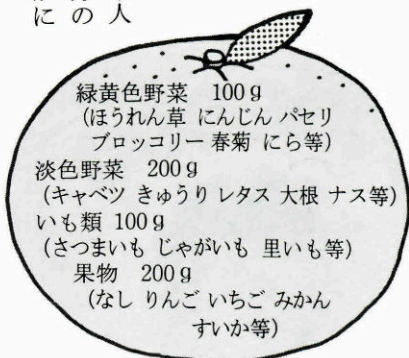 に の 人
緑黄色野菜 100g
(ほうれん草 にんじん パセリ
ブロッコリー 春菊 にら等)
淡色野菜 200g
(キャベツ きゅうり レタス 大根 ナス等)
いも類 100g
(さつまいも じゃがいも 里いも等)
果物 200g
(なし りんご いちご みかん
すいか等)